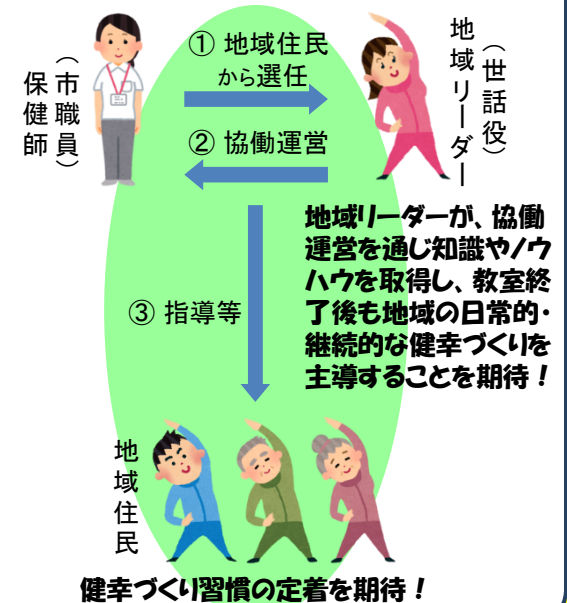 保健師
（市職員）
① 地域住民
から選任
② 協働運営
地域リーダー
（世話役）
地域リーダーが、協働
運営を通じ知識やノウ
ハウを取得し、教室終
了後も地域の日常的・
継続的な健幸づくりを
主導することを期待！
③ 指導等
地域住民
健幸づくり習慣の定着を期待！